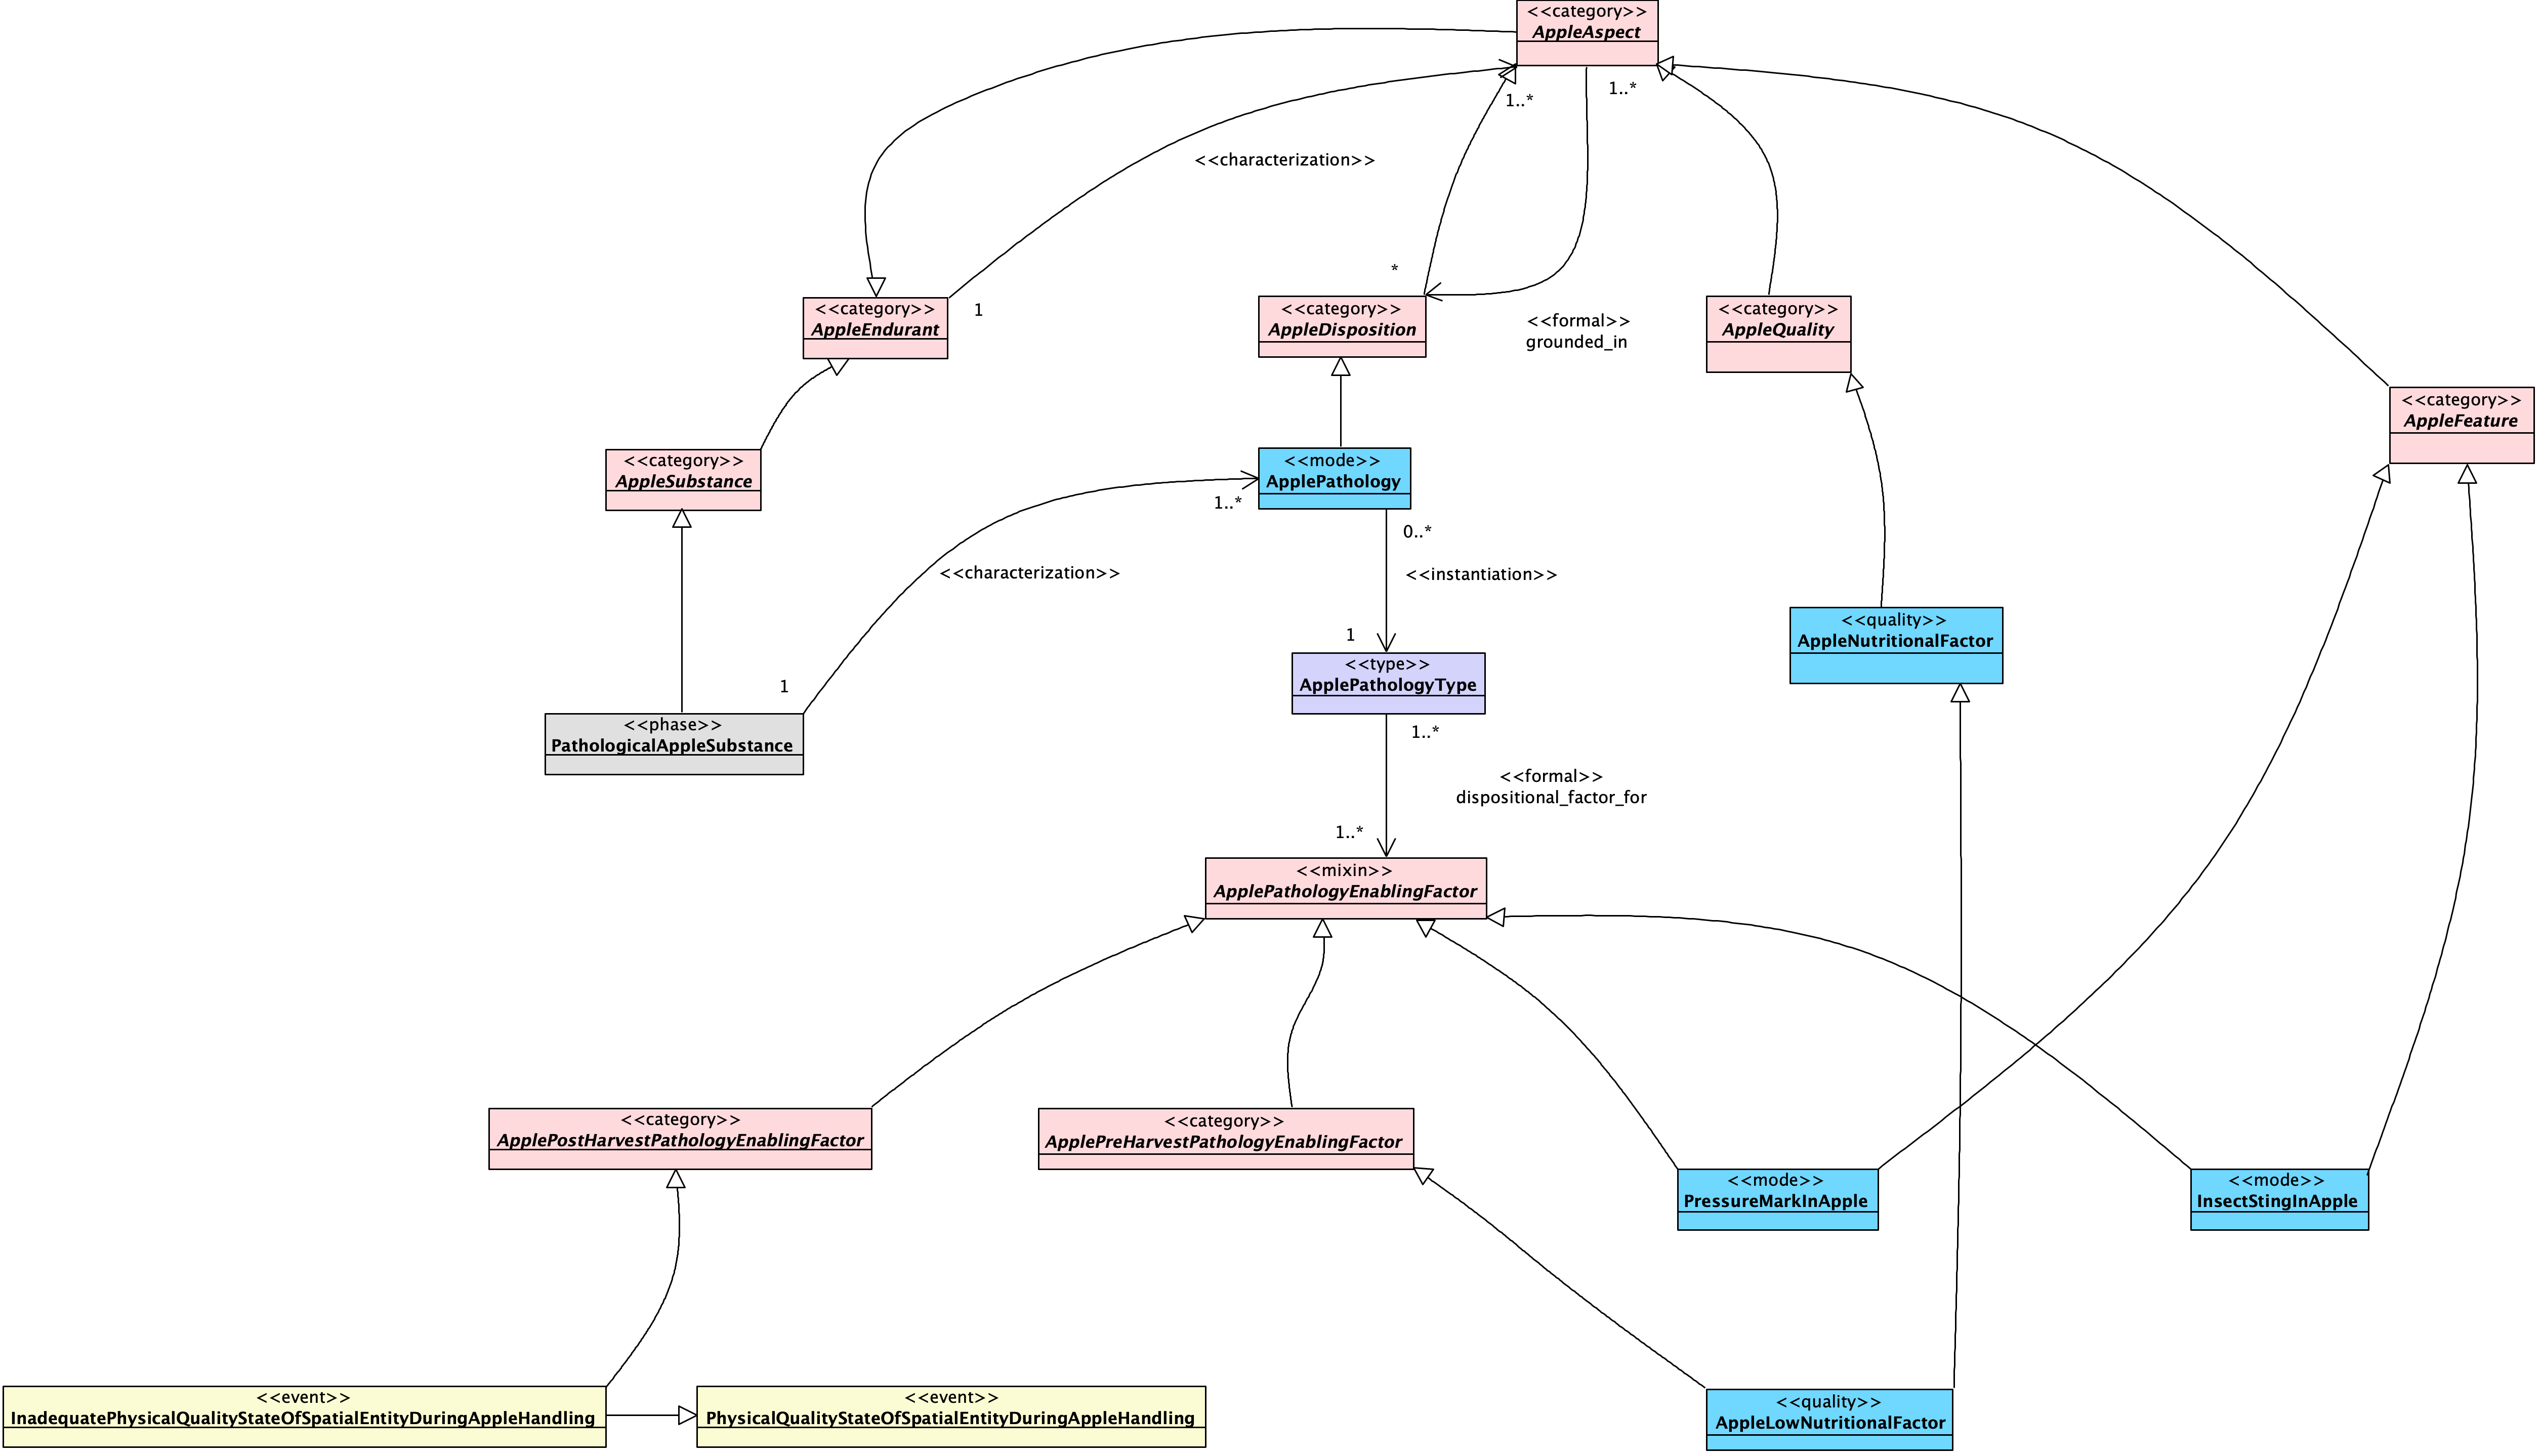 <<category>>
AppleAspect
1..*
1..*
<<characterization>>
*
<<category>>
AppleEndurant
1
<<category>>
AppleDisposition
<<formal>>
grounded_in
<<category>>
AppleQuality
<<category>>
AppleFeature
<<category>>
AppleSubstance
<<mode>>
ApplePathology
1..*
0..*
<<characterization>>
<<instantiation>>
1
<<quality>>
AppleNutritionalFactor
<<type>>
ApplePathologyType
1
<<phase>>
PathologicalAppleSubstance
1..*
<<formal>>
dispositional_factor_for
1..*
<<mixin>>
ApplePathologyEnablingFactor
<<category>>
ApplePostHarvestPathologyEnablingFactor
<<category>>
ApplePreHarvestPathologyEnablingFactor
<<mode>>
PressureMarkInApple
<<mode>>
InsectStingInApple
<<event>>
InadequatePhysicalQualityStateOfSpatialEntityDuringAppleHandling
<<event>>
PhysicalQualityStateOfSpatialEntityDuringAppleHandling
<<quality>>
AppleLowNutritionalFactor